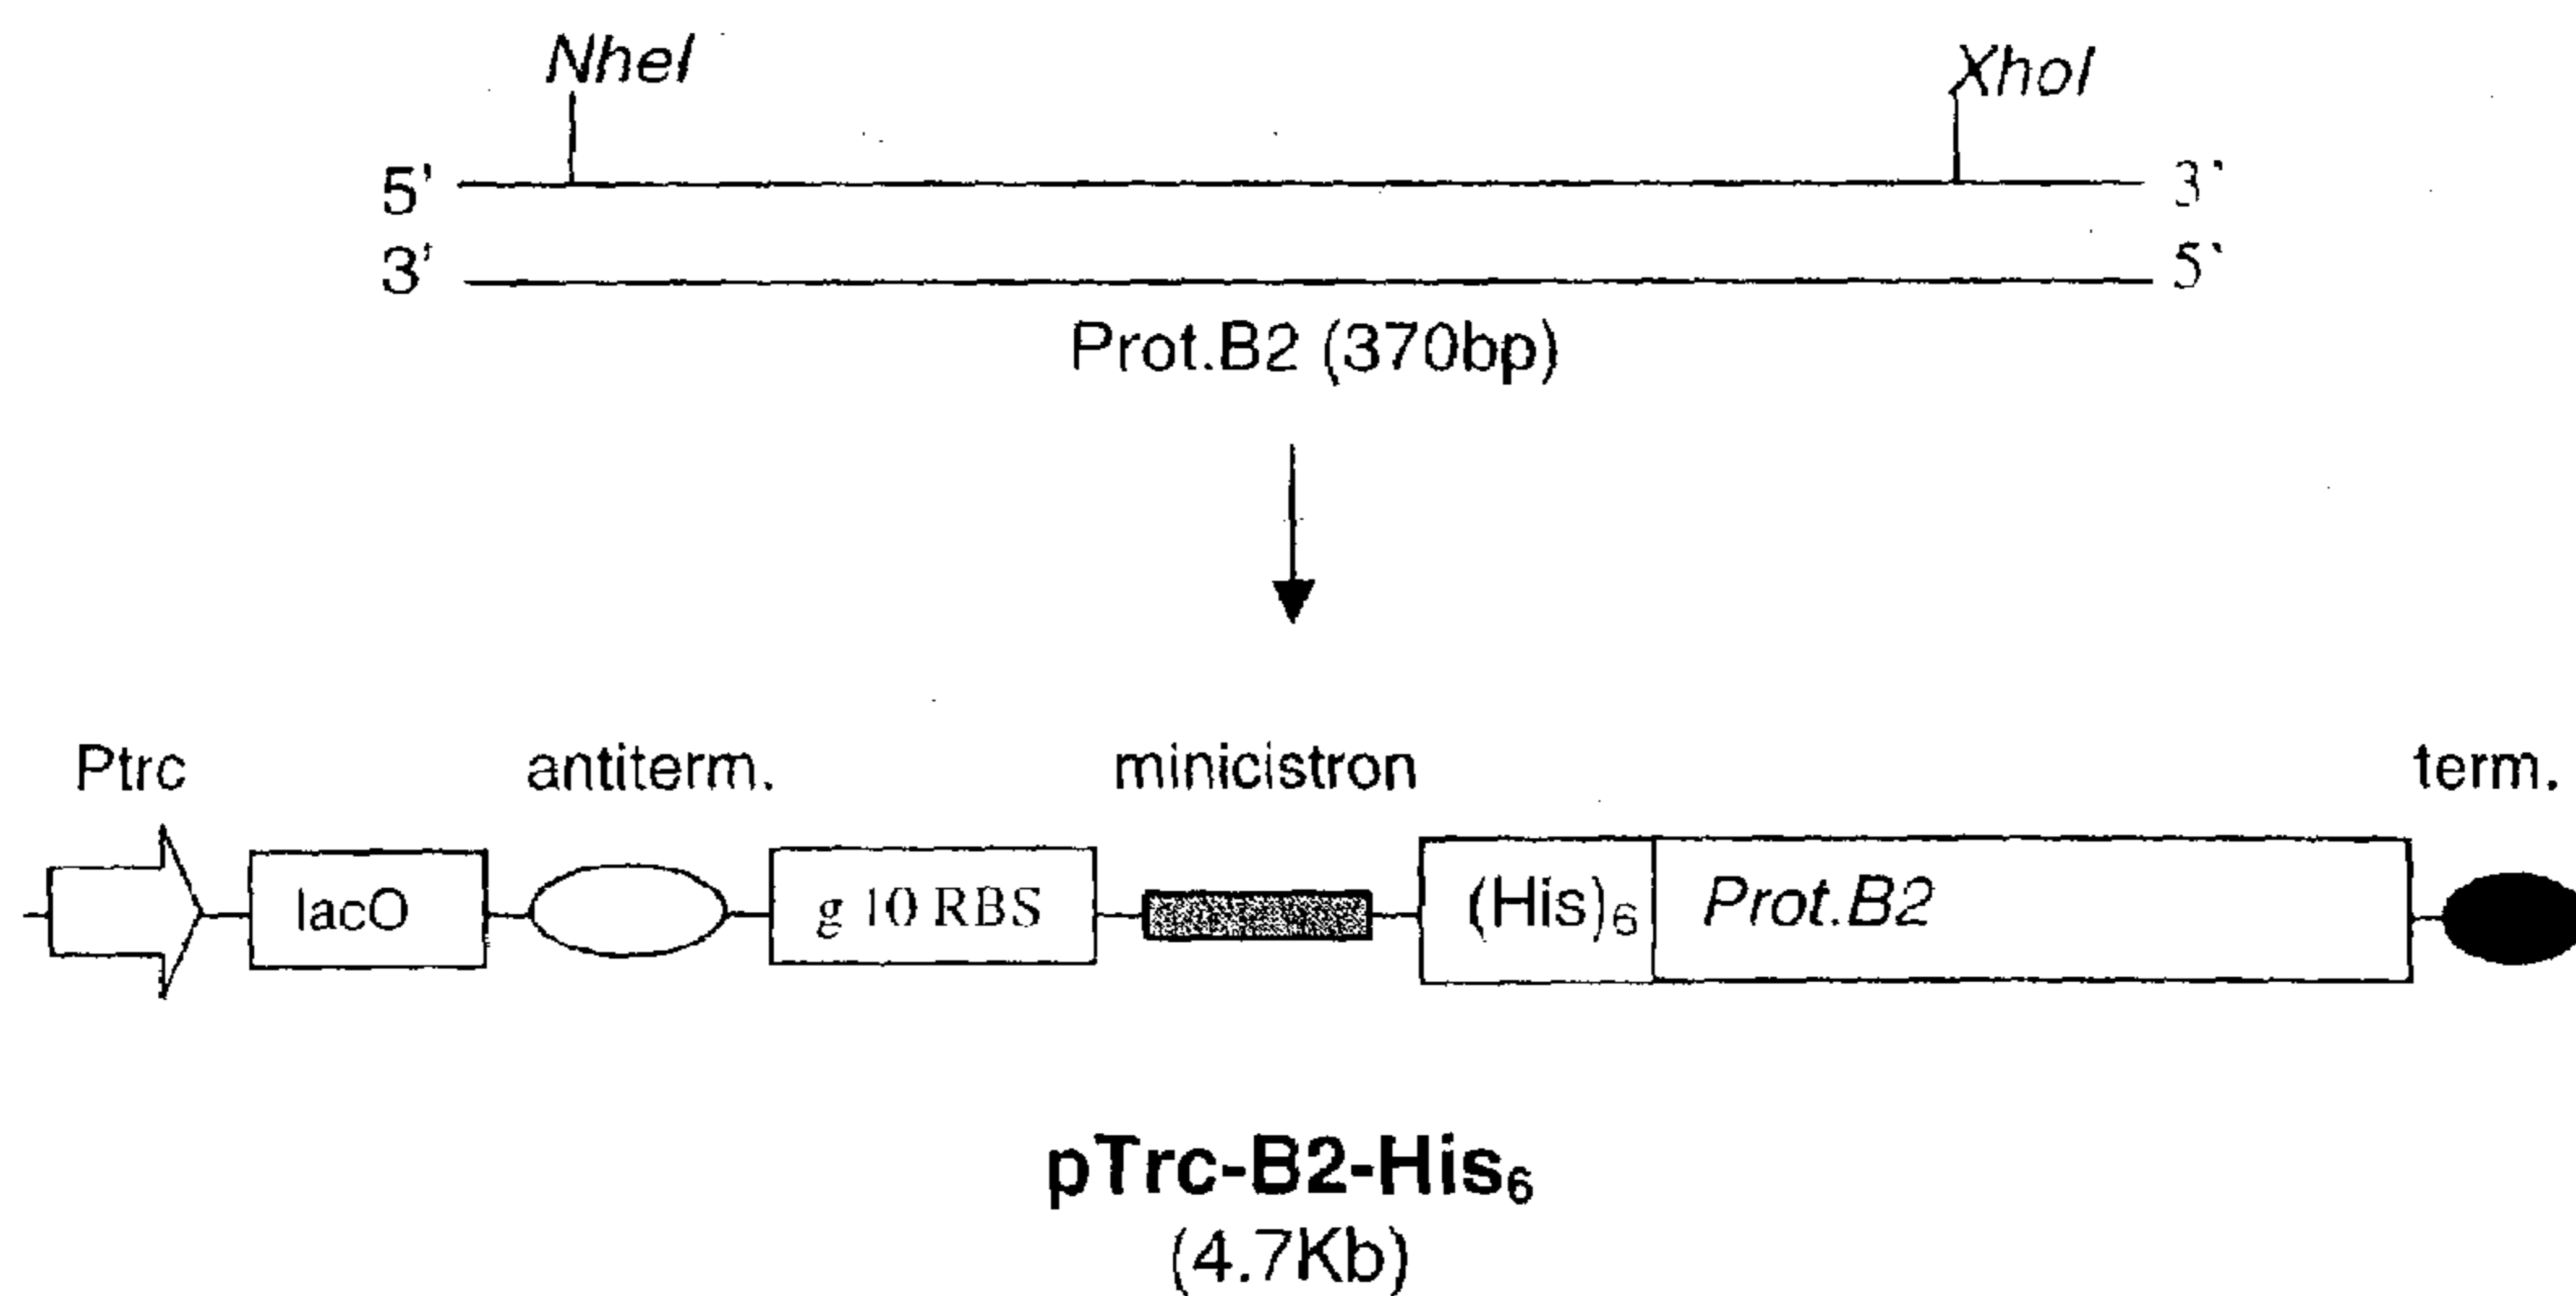 NheI XhoI
5' 3'
3' 5'
Prot.B2 (370bp)
Ptrc antiterm. minicistron term.
lacO g 10 RBS (His)₆ Prot.B2
pTrc-B2-His₆
(4.7Kb)